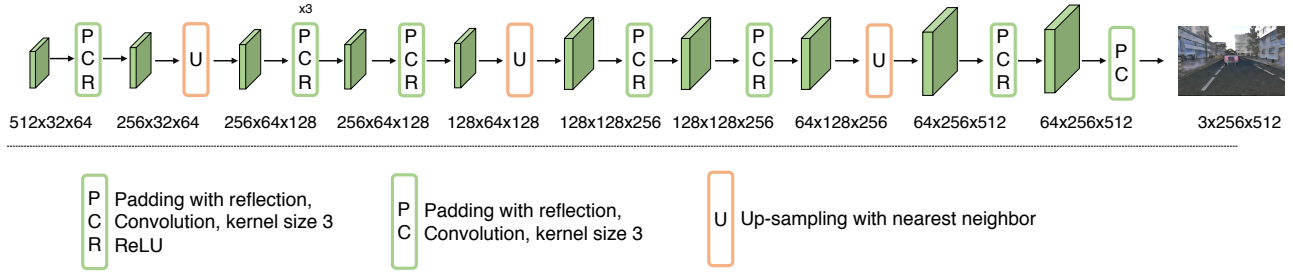 x3
P P P P P P P
C U C C U C C U C P
R R R R R R C
512x32x64 256x32x64 256x64x128 256x64x128 128x64x128 128x128x256 128x128x256 64x128x256 64x256x512 64x256x512 3x256x512
P Padding with reflection,
C Convolution, kernel size 3
R ReLU
P Padding with reflection,
C Convolution, kernel size 3
U Up-sampling with nearest neighbor